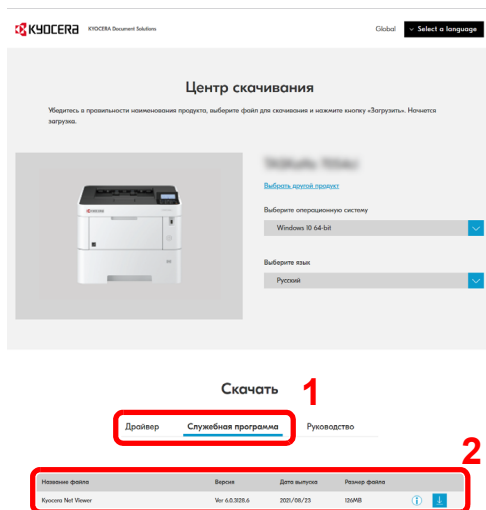 KYOCERA KYOCERA Document Solutions Global Select a language
Центр скачивания
Убедитесь в правильности наименования продукта, выберите файл для скачивания и нажмите кнопку «Загрузить». Начнется
загрузка.
Выбрать другой продукт
Выберите операционную систему
Windows 10 64-bit
Выберите язык
Русский
Скачать 1
Драйвер Служебная программа Руководство
2
Название файла Версия Дата выпуска Размер файла
Kyocera Net Viewer Ver 6.0.3128.6 2021/08/23 126MB